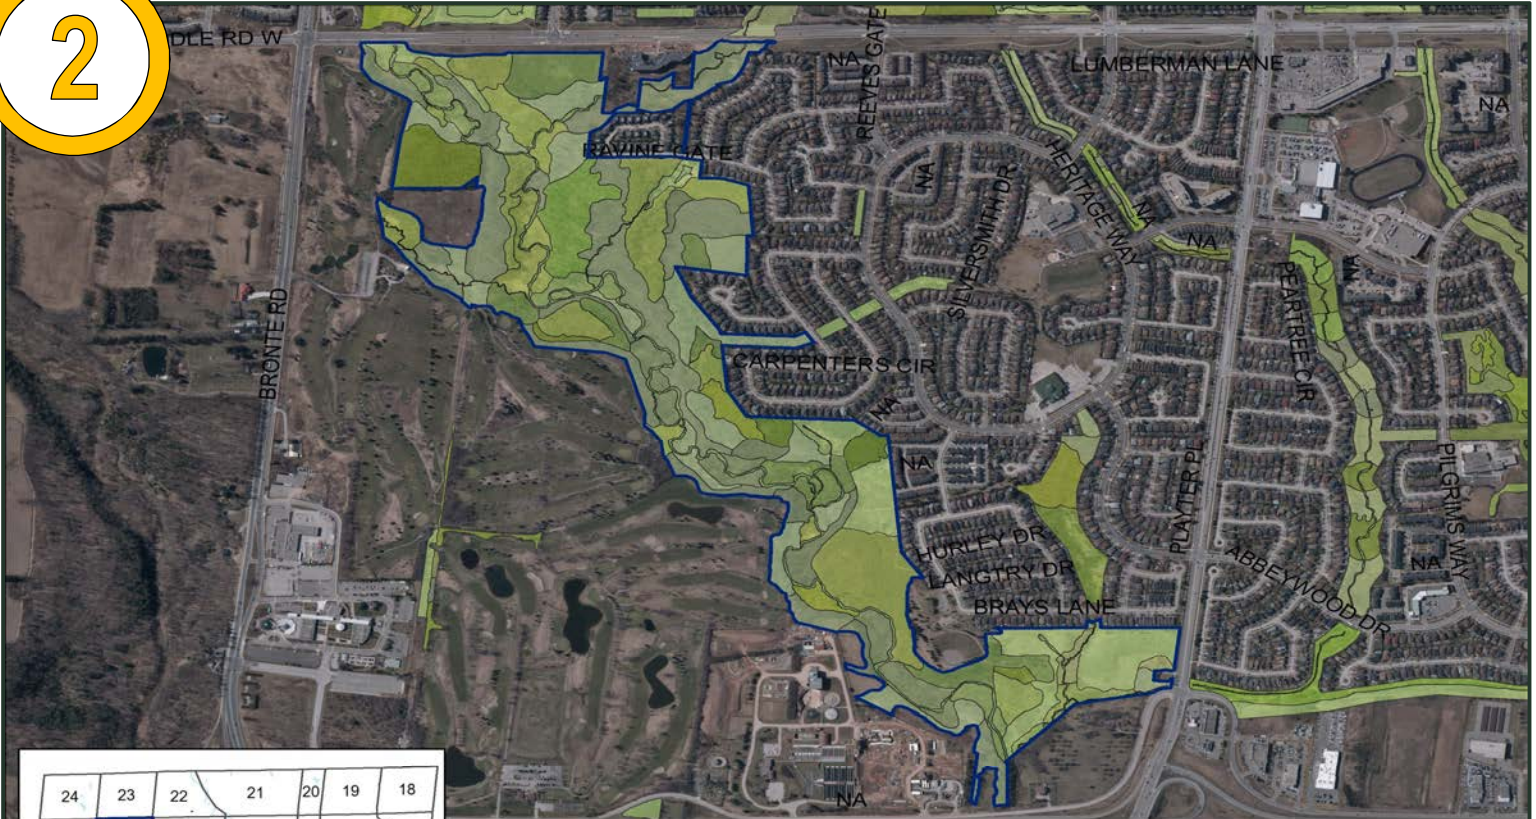 2
DLE RD W
NA
REEVES GATE
LUMBERMAN LANE
NA
RAVINE GATE
HERITAGE WAY
NA
SILVERSMITH DR
NA
NA
NA
PEARTREE CIR
BRONTE RD
CARPENTERS CIR
NA
NA
PLAYTER PL
PILGRIMS WAY
HURLEY DR
LANGTRY DR
ABBEYWOOD DR
NA
BRAYS LANE
NA
24 23 22 21 20 19 18